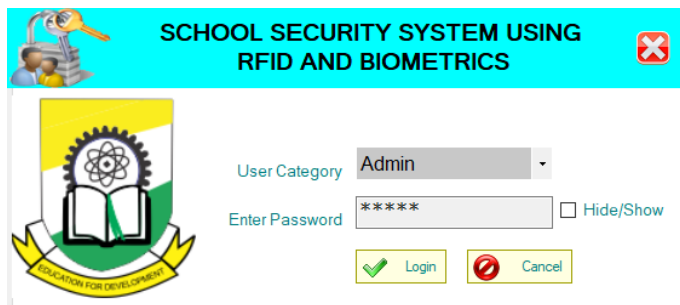 SCHOOL SECURITY SYSTEM USING
RFID AND BIOMETRICS
User Category
Admin
Enter Password
*****
Hide/Show
Login
Cancel
EDUCATION FOR DEVELOPMENT